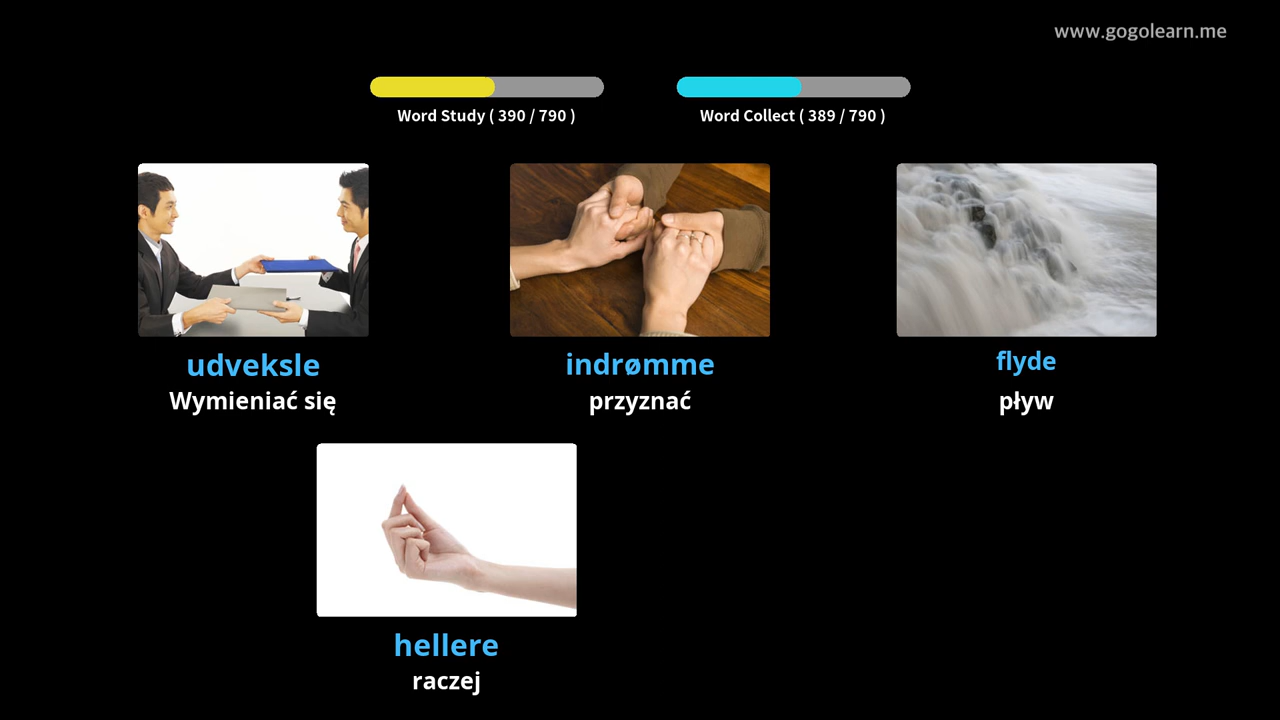 www.gogolearn.me
Word Study ( 390 / 790 )
Word Collect ( 389 / 790 )
udveksle
Wymieniać się
indrømme
przyznać
flyde
pływ
hellere
raczej